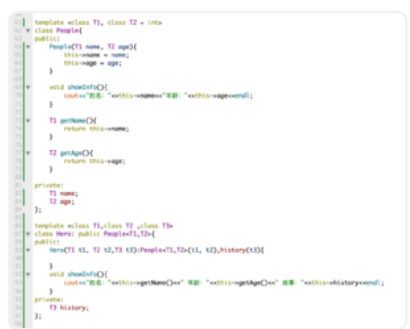 template <class T1, class T2 = int>
class People{
public:
People(T1 name, T2 age){
this->name = name;
this->age = age;
}
void showInfo(){
cout<<"姓名: "<<this->name<<"年龄: "<<this->age<<endl;
}
T1 getName(){
return this->name;
}
T2 getAge(){
return this->age;
}
private:
T1 name;
T2 age;
};
template <class T1,class T2 ,class T3>
class Hero: public People<T1,T2>{
public:
Hero(T1 t1, T2 t2,T3 t3):People<T1,T2>(t1, t2),history(t3){
}
void showInfo(){
cout<<"姓名: "<<this->getName()<<" 年龄: "<<this->getAge()<<" 故事: "<<this->history<<endl;
}
private:
T3 history;
};